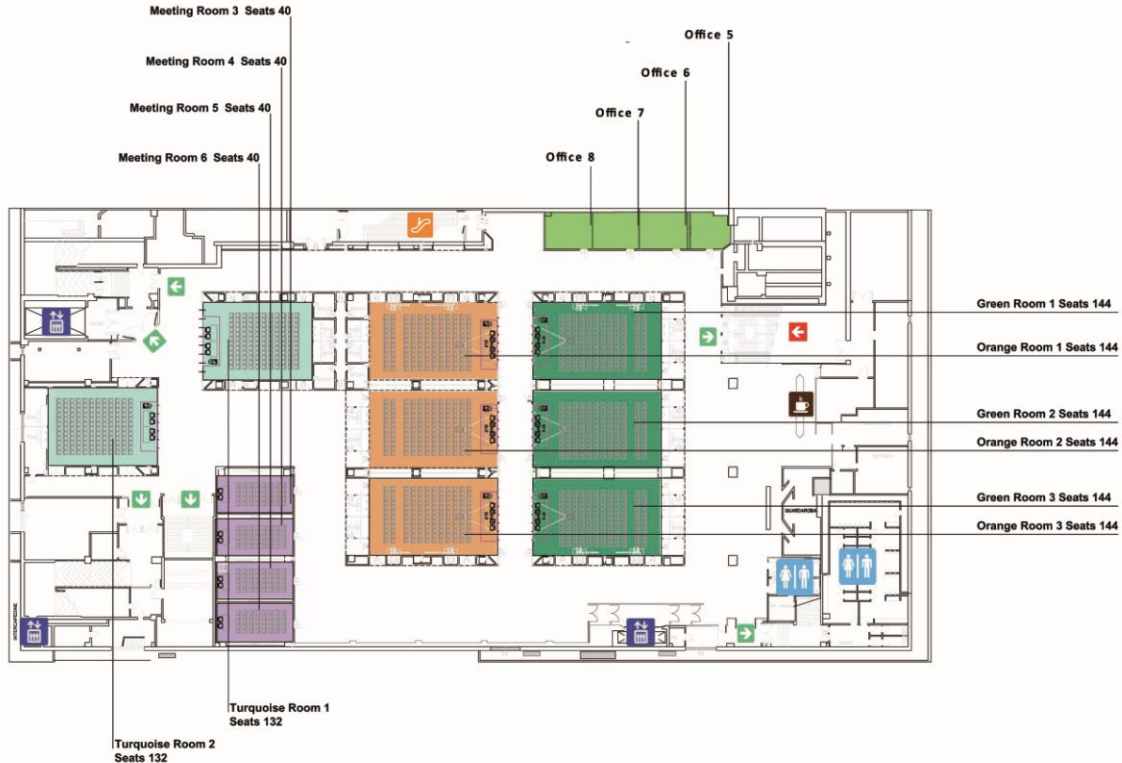 Meeting Room 3 Seats 40
Office 5
Meeting Room 4 Seats 40
Office 6
Meeting Room 5 Seats 40
Office 7
Meeting Room 6 Seats 40
Office 8
Green Room 1 Seats 144
Orange Room 1 Seats 144
Green Room 2 Seats 144
Orange Room 2 Seats 144
Green Room 3 Seats 144
GUARDAROBA
Orange Room 3 Seats 144
INTERCAPEDINE
Turquoise Room 1
Seats 132
Turquoise Room 2
Seats 132